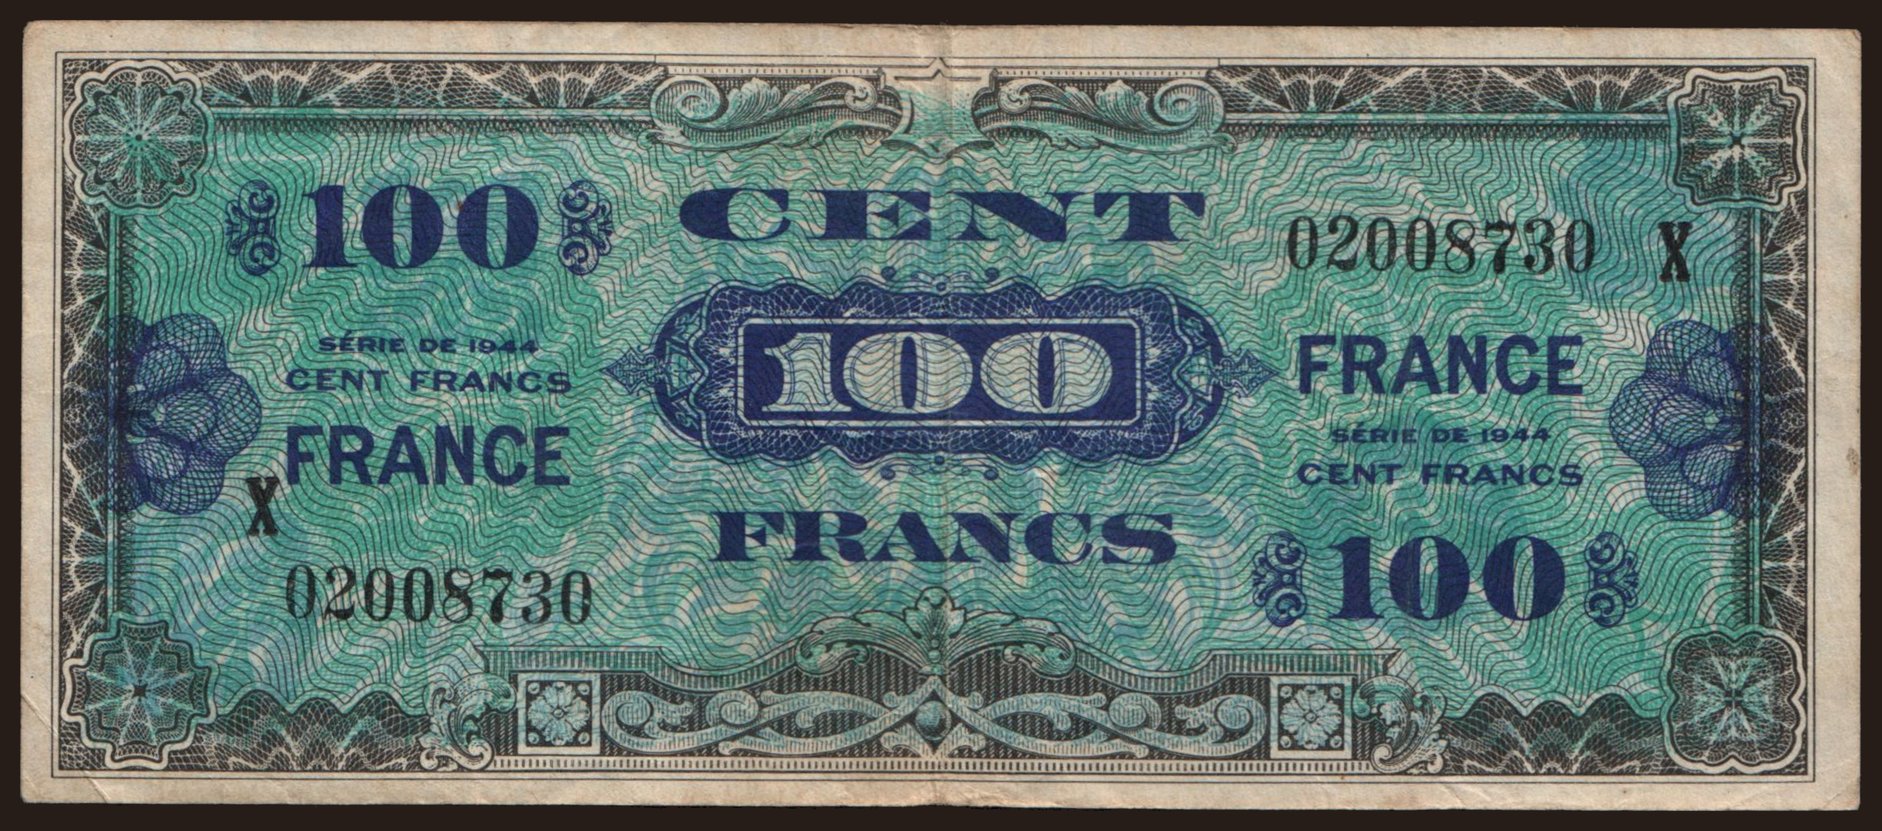 100 CENT 02008730 X
SÉRIE DE 1944
CENT FRANCS
FRANCE
100
FRANCE
SÉRIE DE 1944
CENT FRANCS
X
02008730
FRANCS
100